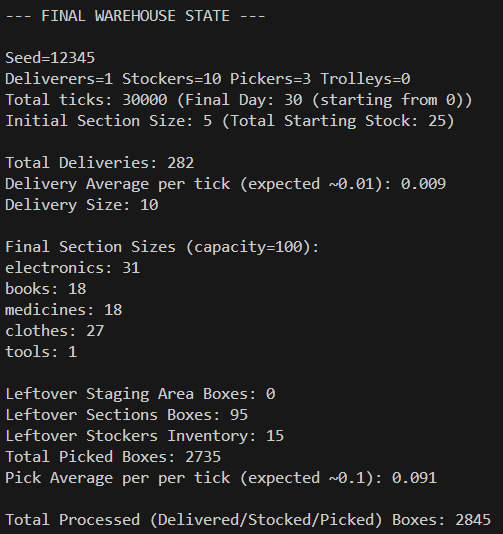 --- FINAL WAREHOUSE STATE ---
Seed=12345
Deliverers=1 Stockers=10 Pickers=3 Trolleys=0
Total ticks: 30000 (Final Day: 30 (starting from 0))
Initial Section Size: 5 (Total Starting Stock: 25)
Total Deliveries: 282
Delivery Average per tick (expected ~0.01): 0.009
Delivery Size: 10
Final Section Sizes (capacity=100):
electronics: 31
books: 18
medicines: 18
clothes: 27
tools: 1
Leftover Staging Area Boxes: 0
Leftover Sections Boxes: 95
Leftover Stockers Inventory: 15
Total Picked Boxes: 2735
Pick Average per per tick (expected ~0.1): 0.091
Total Processed (Delivered/Stocked/Picked) Boxes: 2845